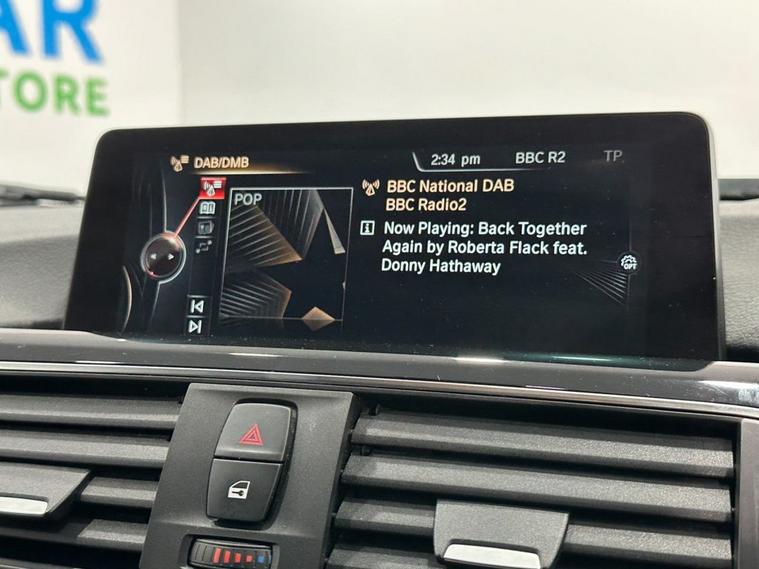 AR
TORE
DAB/DMB
2:34 pm
BBC R2
TP
POP
BBC National DAB
BBC Radio2
Now Playing: Back Together
Again by Roberta Flack feat.
Donny Hathaway
OPT